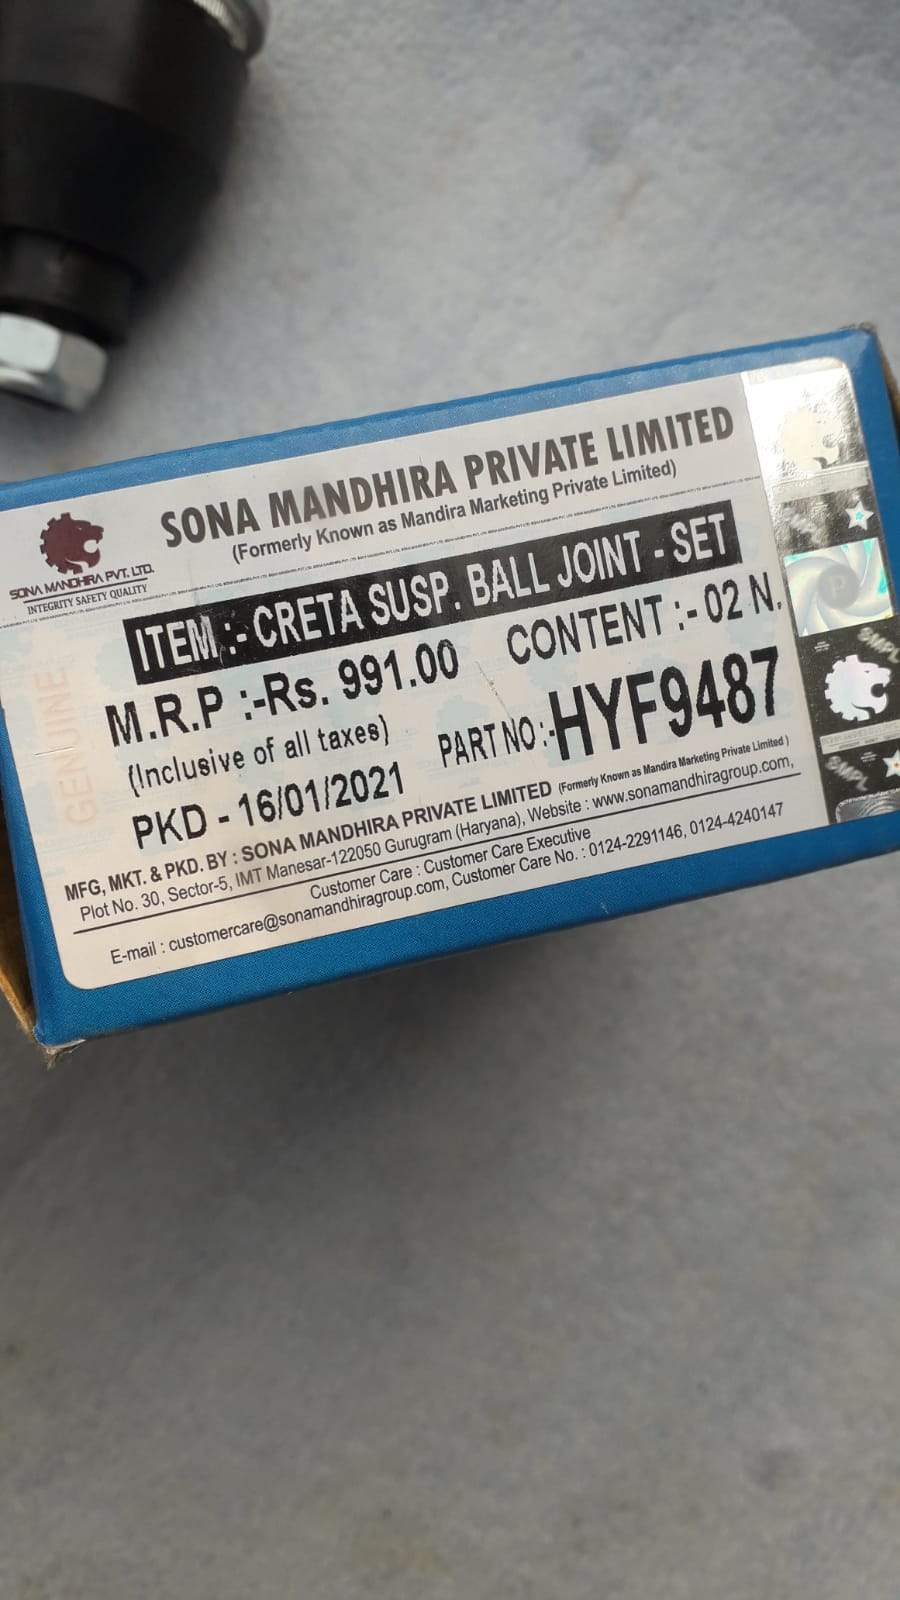 SONA MANDHIRA PRIVATE LIMITED
(Formerly Known as Mandira Marketing Private Limited)
SONA MANDHIRA PVT. LTD.
INTEGRITY SAFETY QUALITY
ITEM :- CRETA SUSP. BALL JOINT - SET
M.R.P :-Rs. 991.00
CONTENT :- 02 N.
(Inclusive of all taxes)
PART NO:-HYF9487
PKD - 16/01/2021
GENUINE
MFG, MKT. & PKD. BY : SONA MANDHIRA PRIVATE LIMITED (Formerly Known as Mandira Marketing Private Limited )
Plot No. 30, Sector-5, IMT Manesar-122050 Gurugram (Haryana), Website : www.sonamandhiragroup.com,
Customer Care : Customer Care Executive
E-mail : customercare@sonamandhiragroup.com, Customer Care No. : 0124-2291146, 0124-4240147
SMPL
SMPL